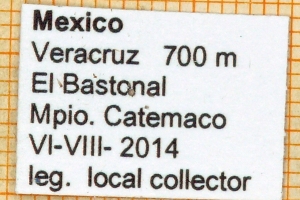 Mexico
Veracruz 700 m
El Bastonal
Mpio. Catemaco
VI-VIII- 2014
leg. local collector